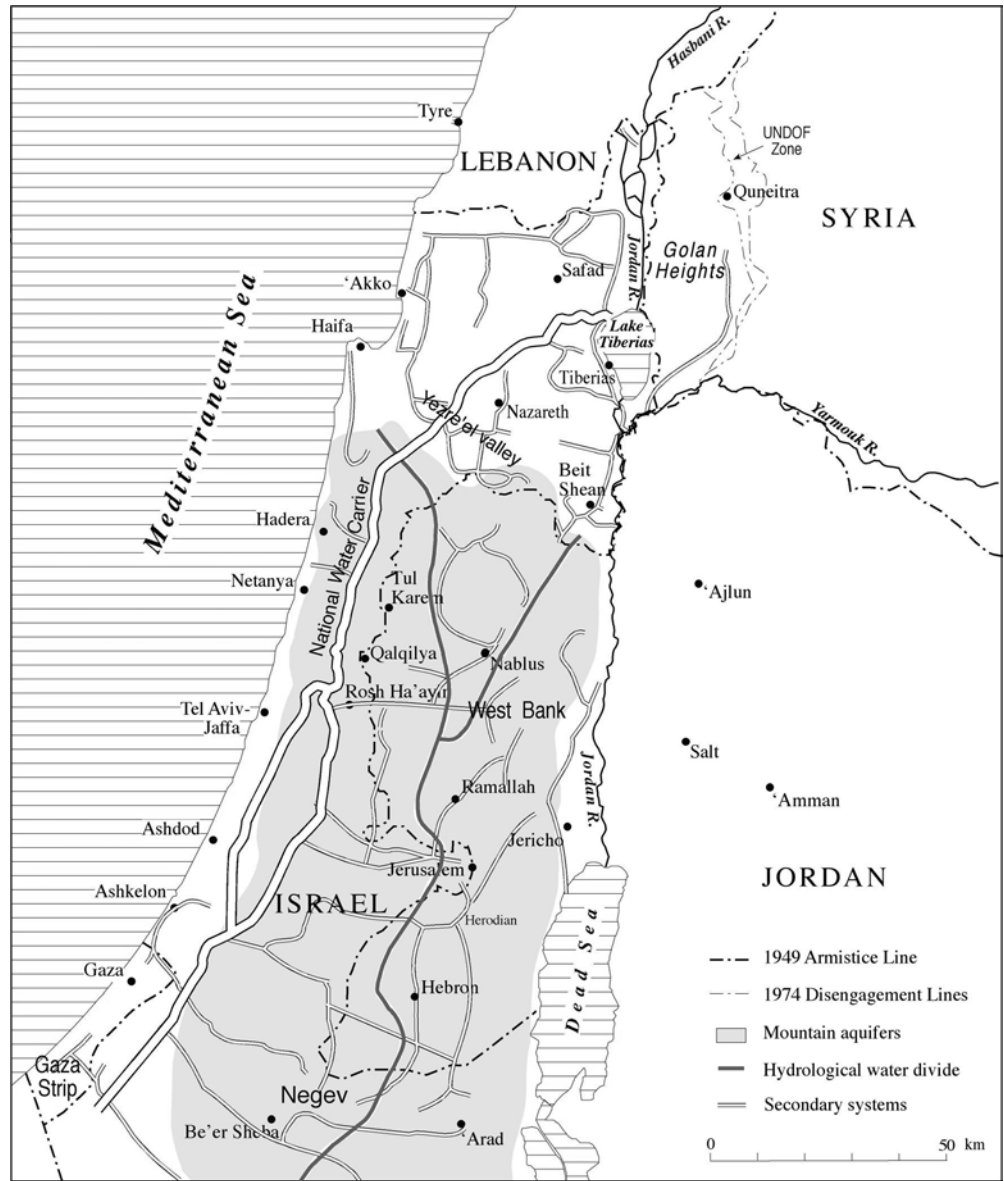 Hasbani R.
Tyre
UNDOF
Zone
LEBANON
Quneitra
SYRIA
Jordan R.
Golan
Heights
Safad
'Akko
Mediterranean Sea
Haifa
Lake
Tiberias
Tiberias
Nazareth
Yezre'el valley
Yarmouk R.
Beit
Shean
Hadera
National Water Carrier
Netanya
Tul
Karem
'Ajlun
Qalqilya
Nablus
Rosh Ha'ayin
West Bank
Tel Aviv-
Jaffa
Salt
Jordan R.
Ramallah
'Amman
Ashdod
Jericho
Jerusalem
JORDAN
Ashkelon
ISRAEL
Herodian
Dead Sea
1949 Armistice Line
Gaza
Hebron
1974 Disengagement Lines
Mountain aquifers
Gaza
Strip
Hydrological water divide
Negev
Secondary systems
Be'er Sheba
'Arad
0 50 km